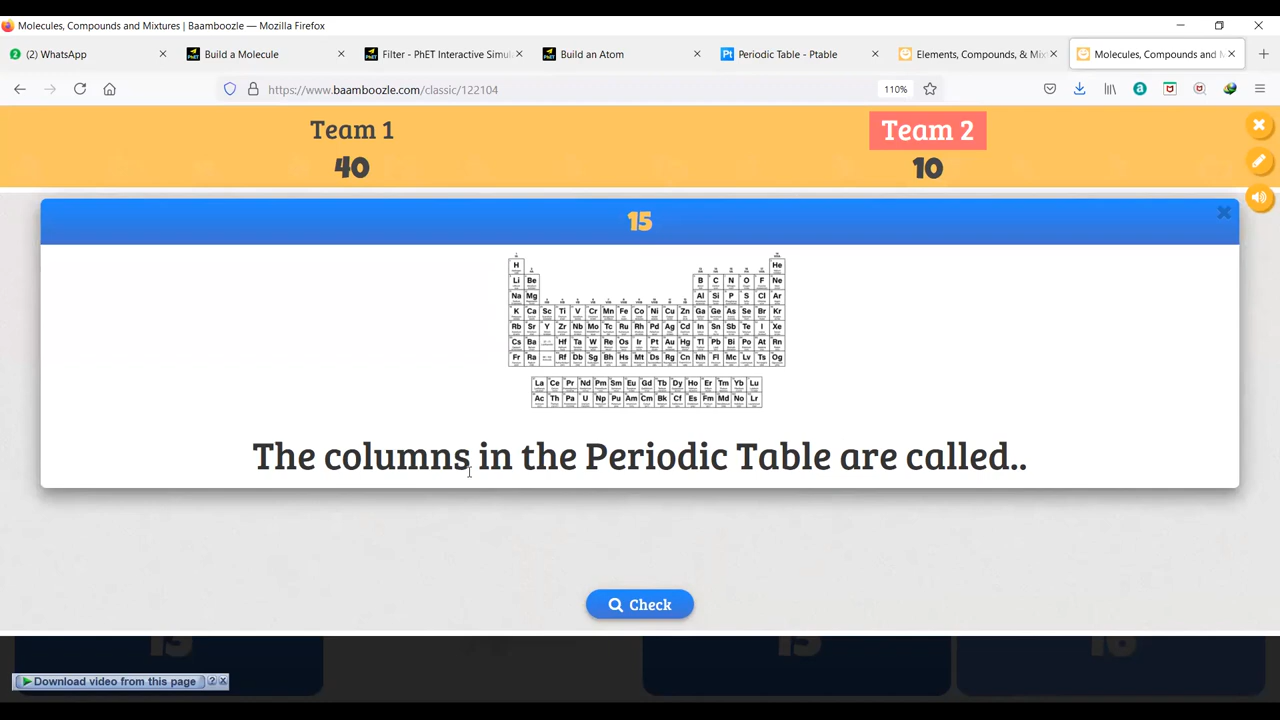 Molecules, Compounds and Mixtures | Baamboozle — Mozilla Firefox
2 (2) WhatsApp
PhET Build a Molecule
PhET Filter - PhET Interactive Simul
PhET Build an Atom
Pt Periodic Table - Ptable
Elements, Compounds, & Mix
Molecules, Compounds and M
https://www.baamboozle.com/classic/122104
110%
Team 1
Team 2
40
10
15
H He
Li Be B C N O F Ne
Na Mg Al Si P S Cl Ar
K Ca Sc Ti V Cr Mn Fe Co Ni Cu Zn Ga Ge As Se Br Kr
Rb Sr Y Zr Nb Mo Tc Ru Rh Pd Ag Cd In Sn Sb Te I Xe
Cs Ba Hf Ta W Re Os Ir Pt Au Hg Tl Pb Bi Po At Rn
Fr Ra Rf Db Sg Bh Hs Mt Ds Rg Cn Nh Fl Mc Lv Ts Og
La Ce Pr Nd Pm Sm Eu Gd Tb Dy Ho Er Tm Yb Lu
Ac Th Pa U Np Pu Am Cm Bk Cf Es Fm Md No Lr
The columns in the Periodic Table are called..
Check
Download video from this page ? x